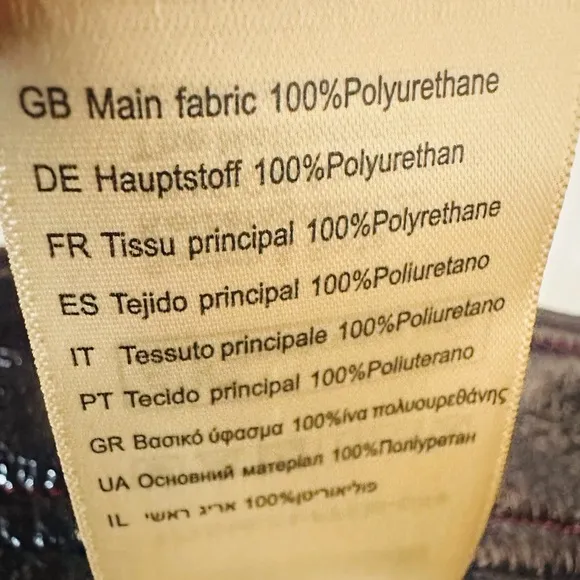 GB Main fabric 100%Polyurethane
DE Hauptstoff 100%Polyurethan
FR Tissu principal 100%Polyrethane
ES Tejido principal 100%Poliuretano
IT Tessuto principale 100%Poliuretano
PT Tecido principal 100%Poliuterano
GR Βασικό ύφασμα 100%ίνα πολυουρεθάνης
UA Основний матеріал 100%Поліуретан
IL פוליאוריטן100% אריג ראשי